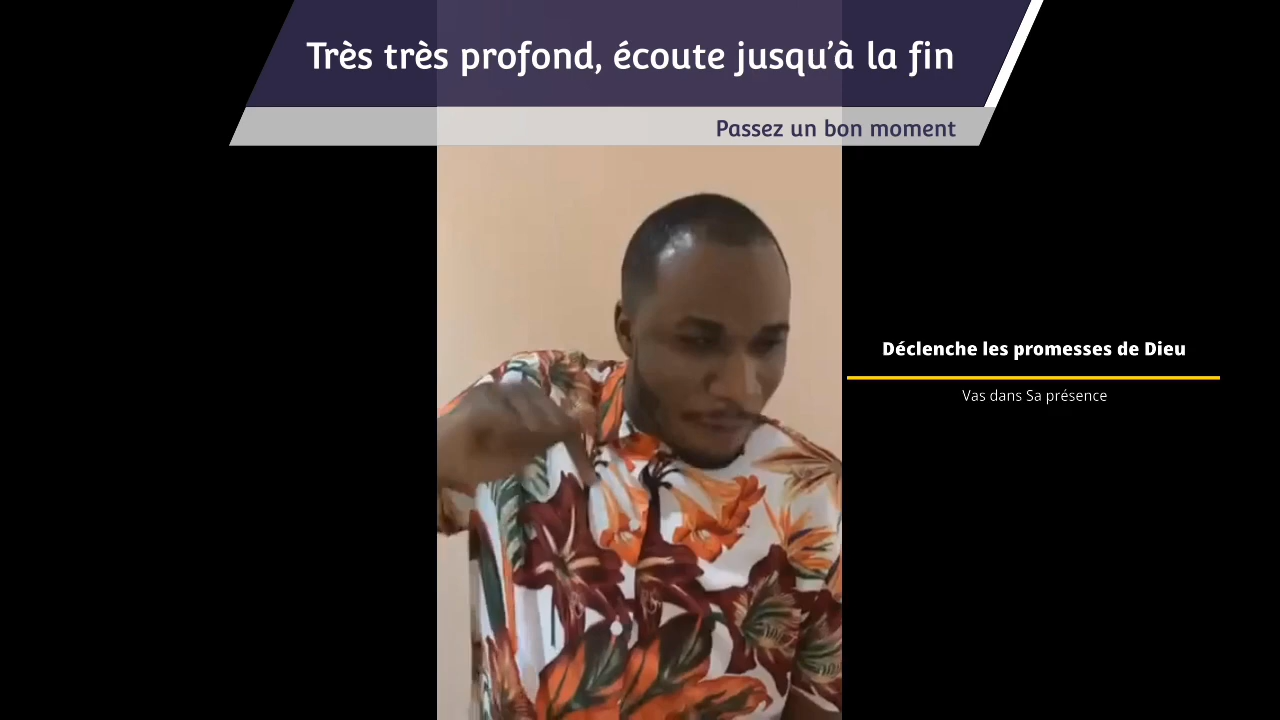 Très très profond, écoute jusqu’à la fin
Passez un bon moment
Déclenche les promesses de Dieu
Vas dans Sa présence